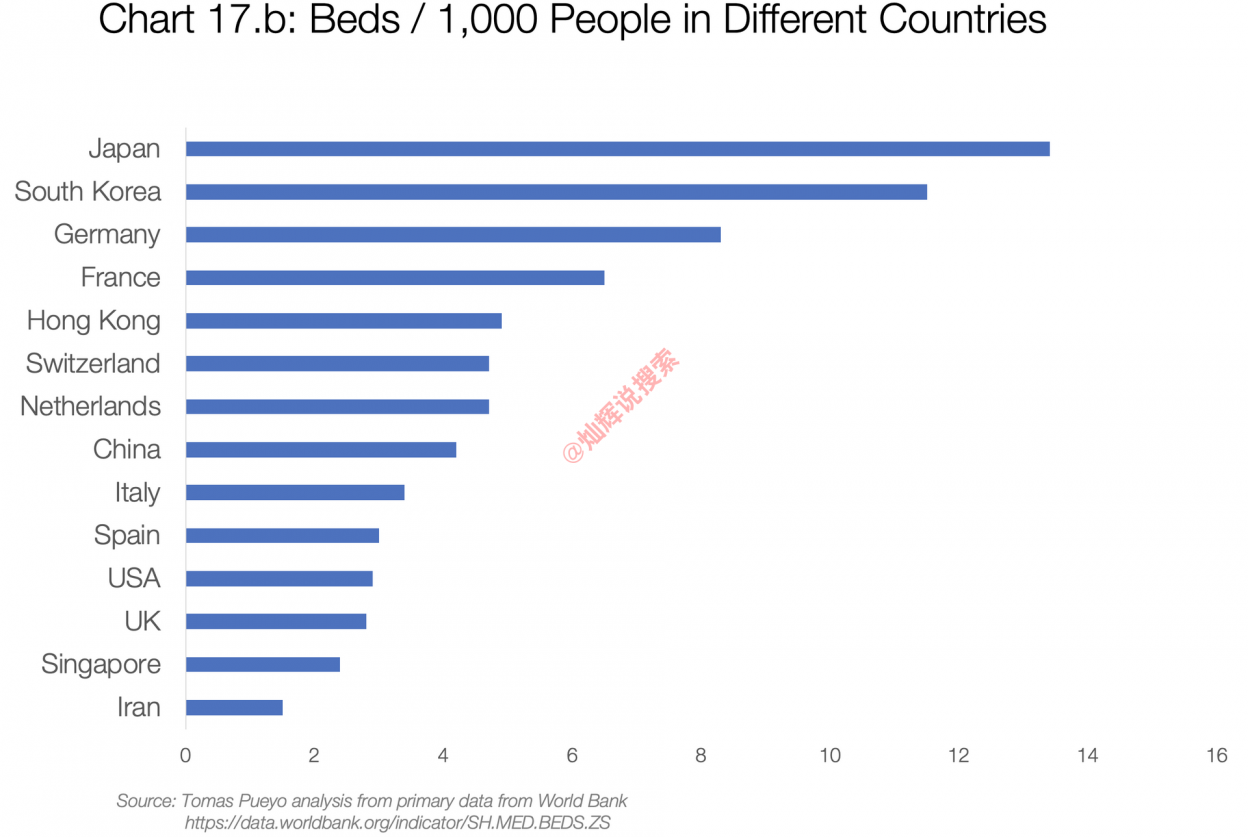 Chart 17.b: Beds / 1,000 People in Different Countries
Japan
South Korea
Germany
France
Hong Kong
Switzerland
Netherlands
China
Italy
Spain
USA
UK
Singapore
Iran
@灿辉说搜索
0 2 4 6 8 10 12 14 16
Source: Tomas Pueyo analysis from primary data from World Bank
https://data.worldbank.org/indicator/SH.MED.BEDS.ZS